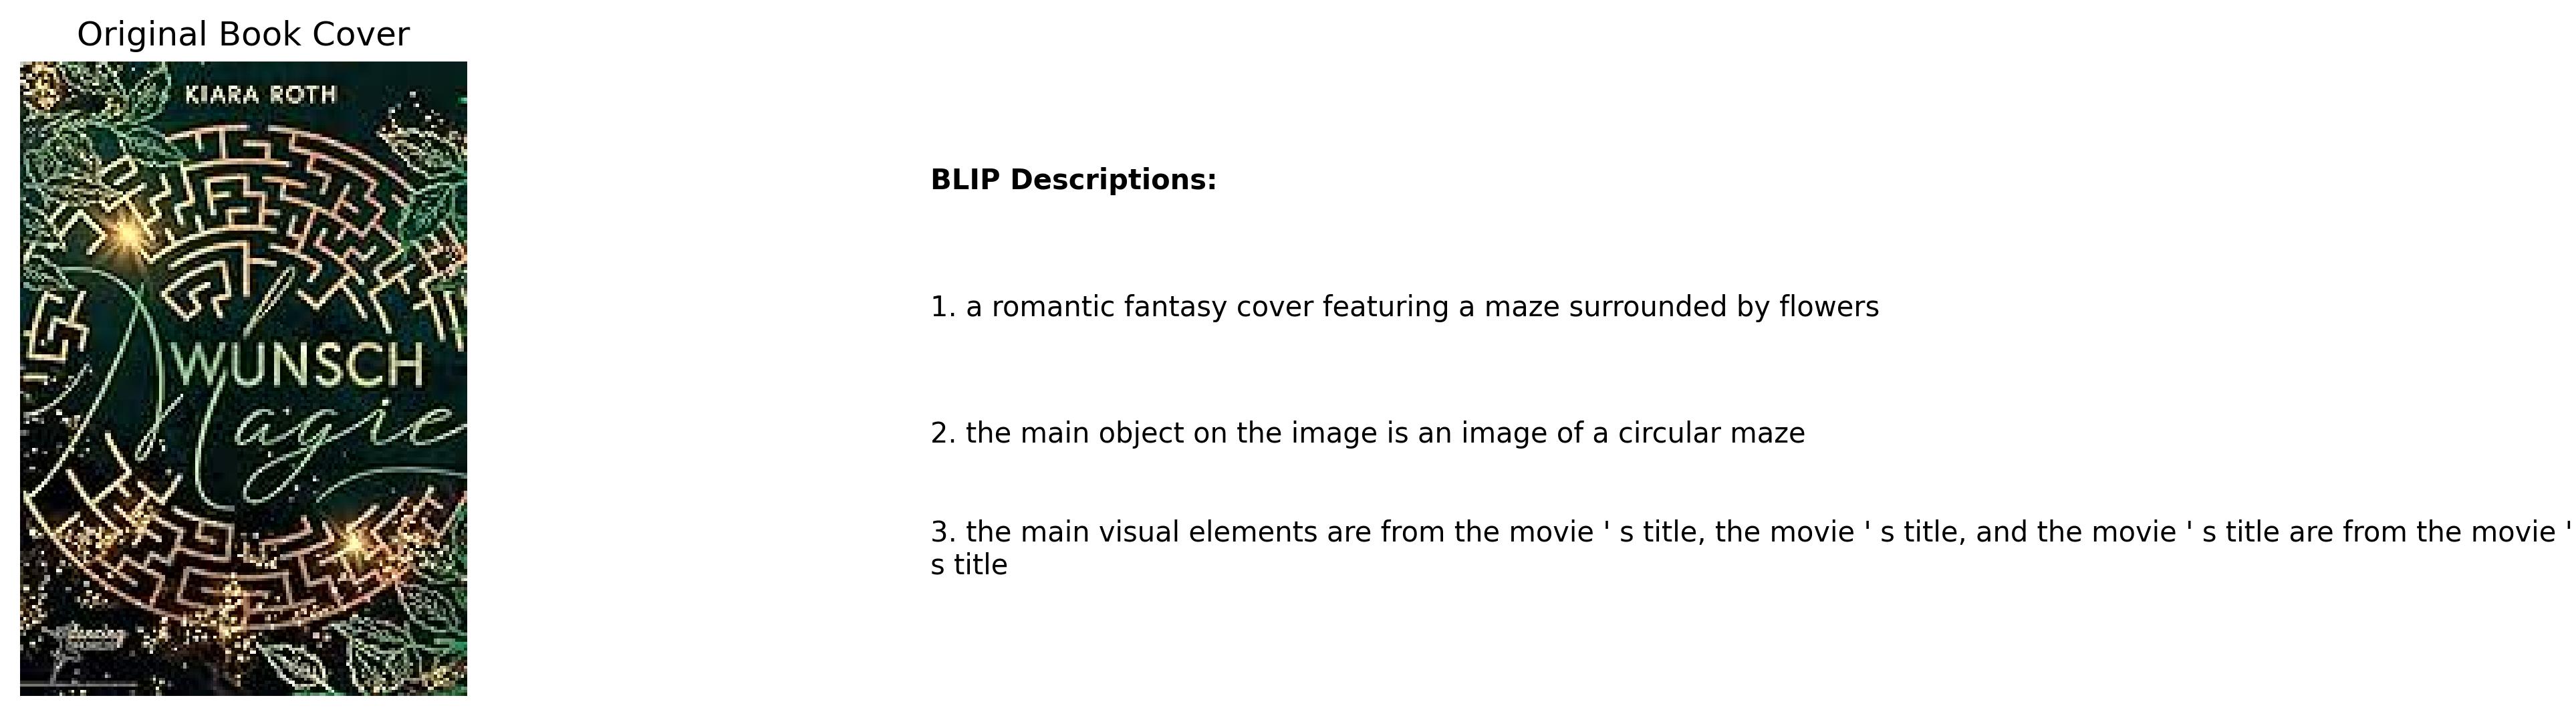 Original Book Cover
KIARA ROTH
WUNSCH
Magie
BLIP Descriptions:
1. a romantic fantasy cover featuring a maze surrounded by flowers
2. the main object on the image is an image of a circular maze
3. the main visual elements are from the movie ' s title, the movie ' s title, and the movie ' s title are from the movie '
s title